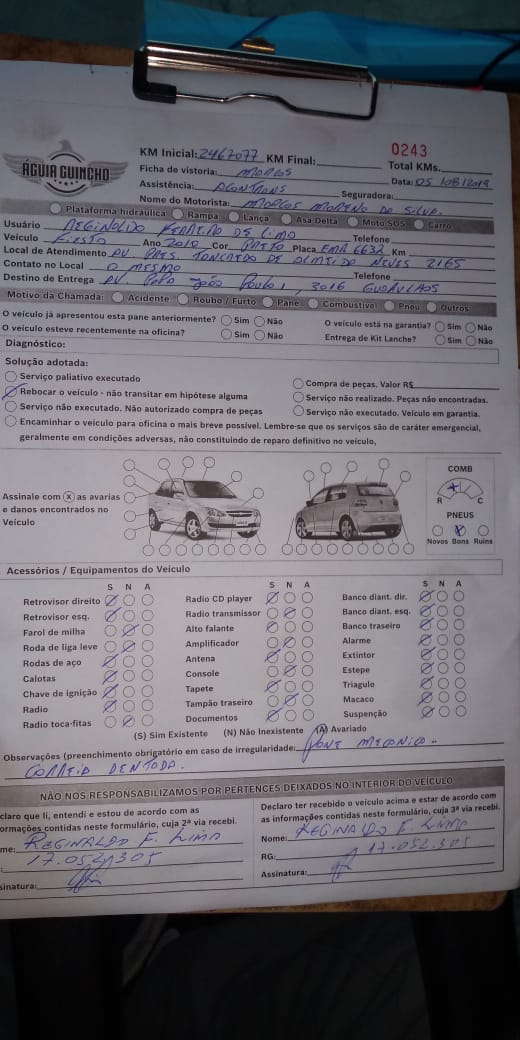 0243
ÁGUIA GUINCHO
KM Inicial: 2467077 KM Final: Total KMs.
Ficha de vistoria: Data: 05/08/2019
Assistência: Seguradora:
Nome do Motorista: MARCOS MORENO DA SILVA
Plataforma hidráulica Rampa Lança Asa Delta Moto SOS Carro
Usuário REGINALDO FERREIRA DE LIMA Telefone
Veículo FIESTA Ano 2010 Cor PRETO Placa EMA 6632 Km
Local de Atendimento AV. PRES. TANCREDO DE ALMEIDA NEVES 2165
Contato no Local O MESMO Telefone
Destino de Entrega AV. PAPA JOÃO PAULO I, 3016 GUARULHOS
Motivo da Chamada: Acidente Roubo / Furto Pane Combustível Pneu Outros
O veículo já apresentou esta pane anteriormente? Sim Não O veículo está na garantia? Sim Não
O veículo esteve recentemente na oficina? Sim Não Entrega de Kit Lanche? Sim Não
Diagnóstico:
Solução adotada:
Serviço paliativo executado Compra de peças. Valor R$
Rebocar o veículo - não transitar em hipótese alguma Serviço não realizado. Peças não encontradas.
Serviço não executado. Não autorizado compra de peças Serviço não executado. Veículo em garantia.
Encaminhar o veículo para oficina o mais breve possível. Lembre-se que os serviços são de caráter emergencial,
geralmente em condições adversas, não constituindo de reparo definitivo no veículo,
COMB
R C
Assinale com x as avarias
e danos encontrados no
Veículo
PNEUS
Novos Bons Ruins
Acessórios / Equipamentos do Veículo
S N A S N A S N A
Retrovisor direito Radio CD player Banco diant. dir.
Retrovisor esq. Radio transmissor Banco diant. esq.
Farol de milha Alto falante Banco traseiro
Roda de liga leve Amplificador Alarme
Rodas de aço Antena Extintor
Calotas Console Estepe
Chave de ignição Tapete Triagulo
Radio Tampão traseiro Macaco
Radio toca-fitas Documentos Suspenção
(S) Sim Existente (N) Não Inexistente (A) Avariado
Observações (preenchimento obrigatório em caso de irregularidade: PANE MECANICA..
CORREIA DENTADA.
NÃO NOS RESPONSABILIZAMOS POR PERTENCES DEIXADOS NO INTERIOR DO VEÍCULO
claro que li, entendi e estou de acordo com as
ormações contidas neste formulário, cuja 2ª via recebi.
me: REGINALDO F. LIMA
17.052.305
sinatura:
Declaro ter recebido o veículo acima e estar de acordo com
as informações contidas neste formulário, cuja 3ª via recebi.
Nome: REGINALDO F. LIMA
RG: 17.052.305
Assinatura: